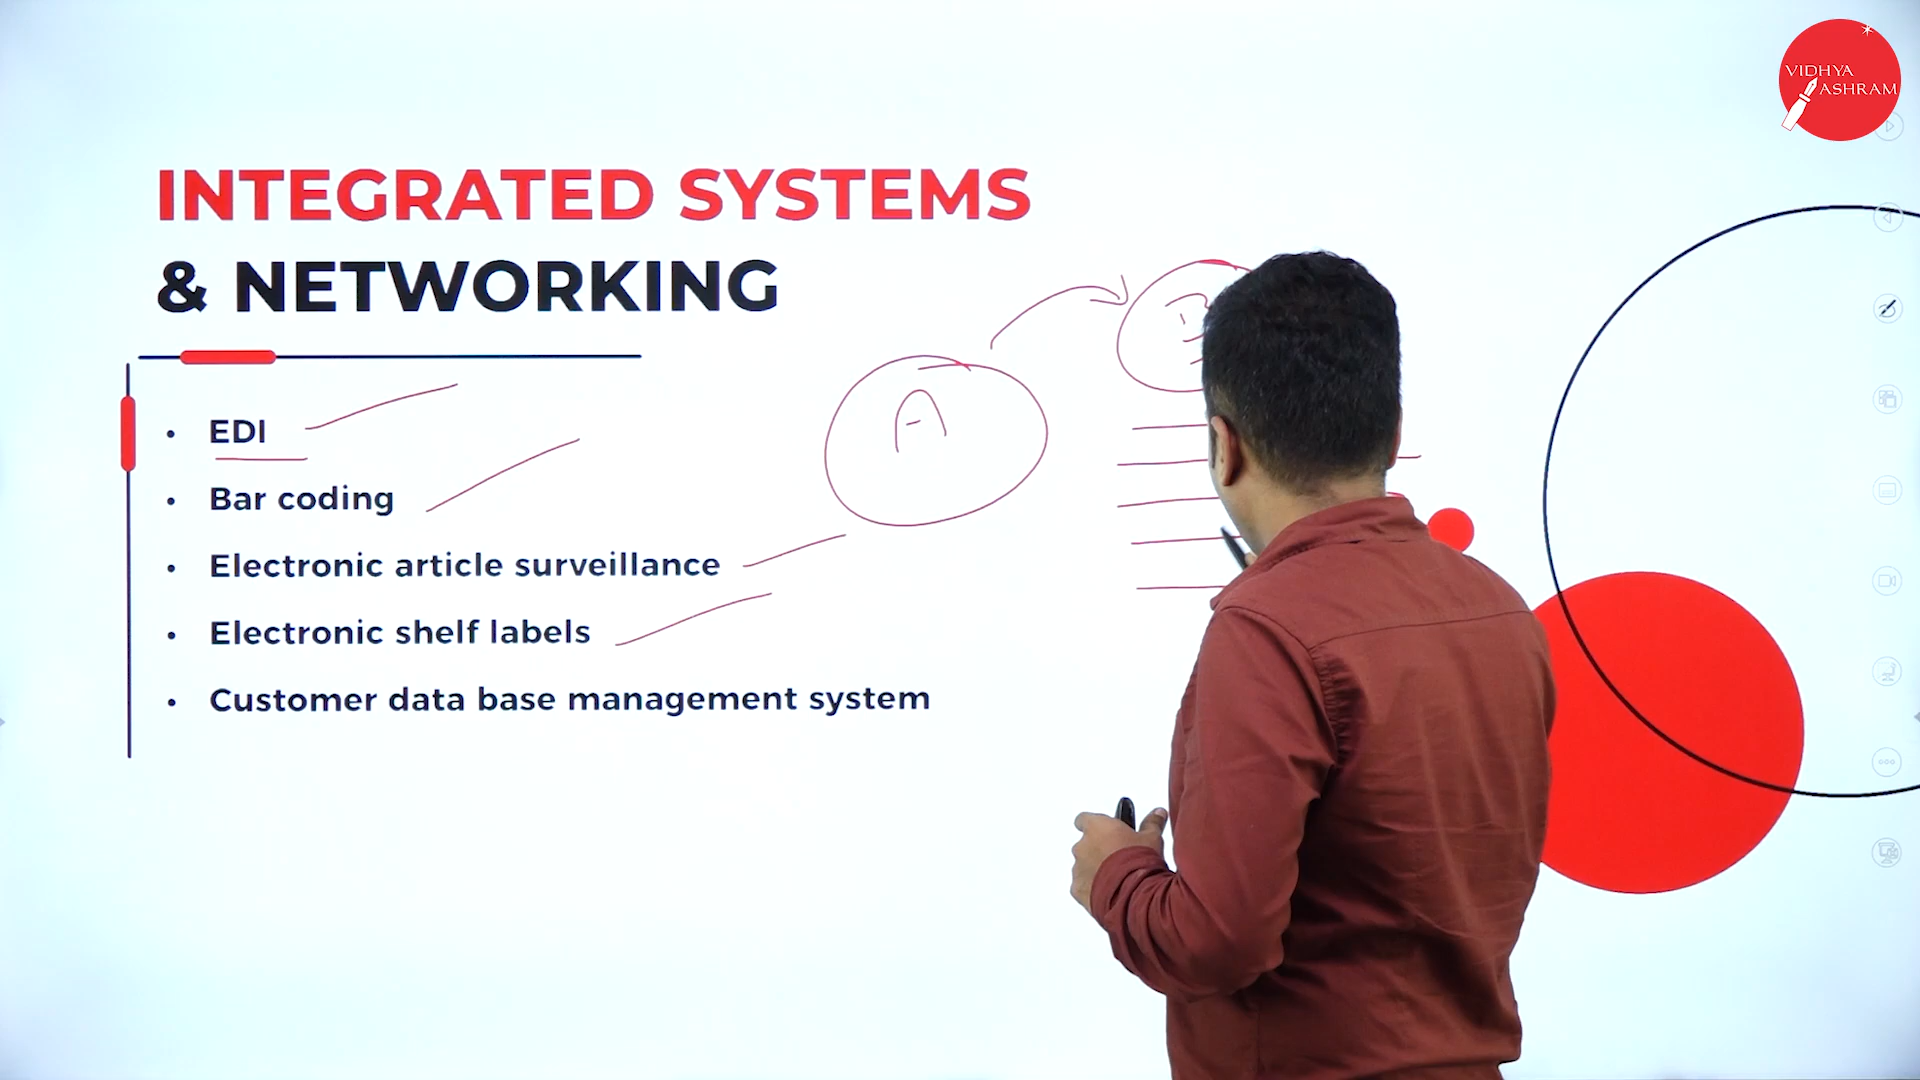 INTEGRATED SYSTEMS
& NETWORKING
• EDI
• Bar coding
• Electronic article surveillance
• Electronic shelf labels
• Customer data base management system
A
VIDHYA
ASHRAM